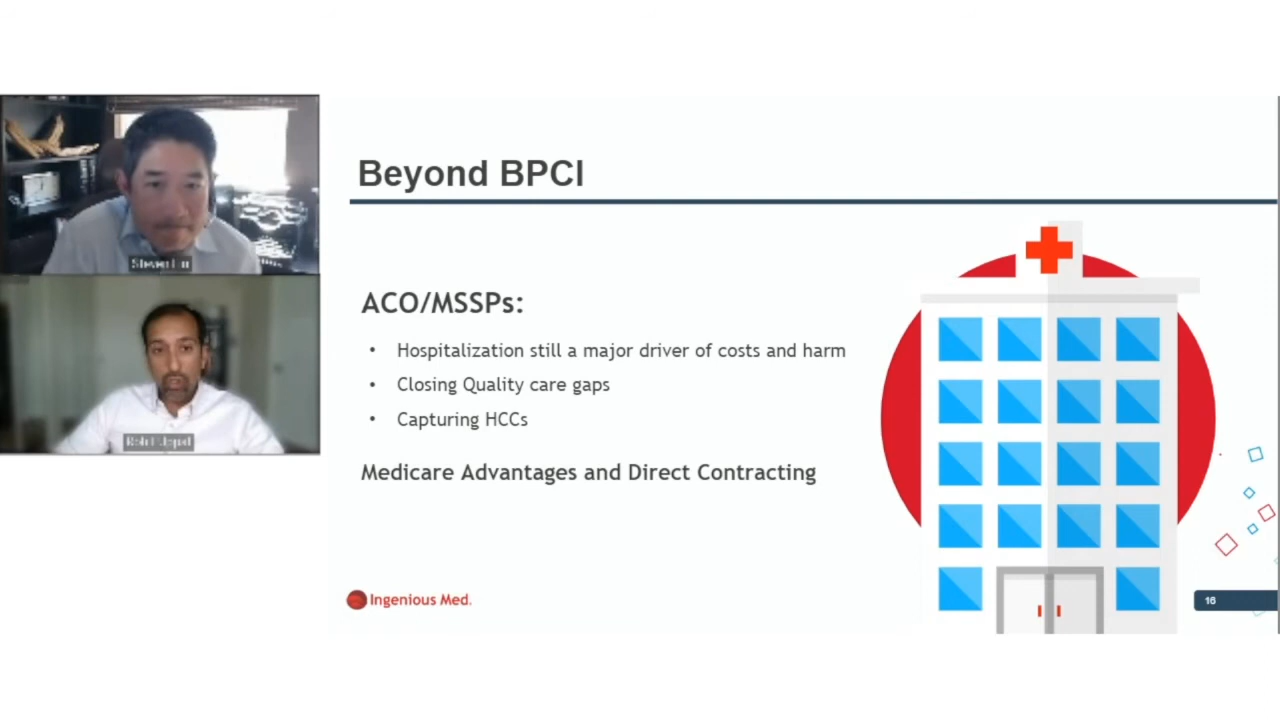 Beyond BPCI
ACO/MSSPs:
• Hospitalization still a major driver of costs and harm
• Closing Quality care gaps
• Capturing HCCs
Medicare Advantages and Direct Contracting
Ingenious Med.
16